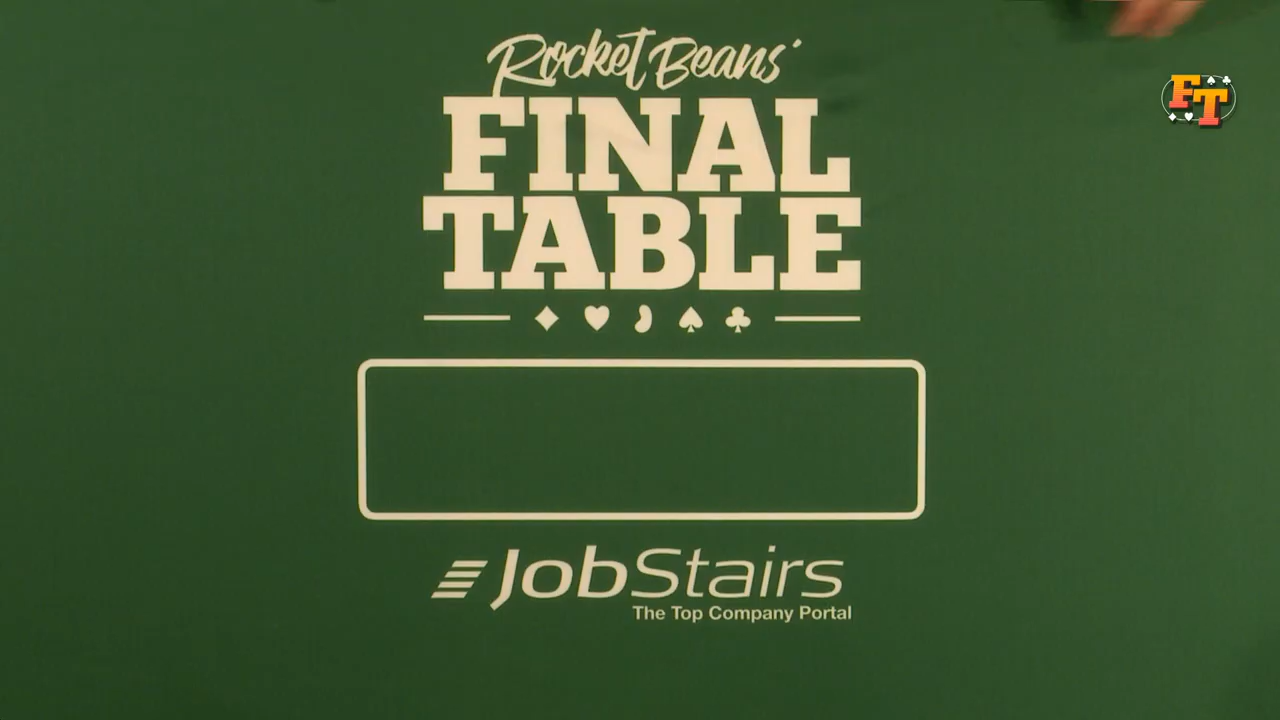 Rocket Beans'
FINAL
TABLE
JobStairs
The Top Company Portal
FT